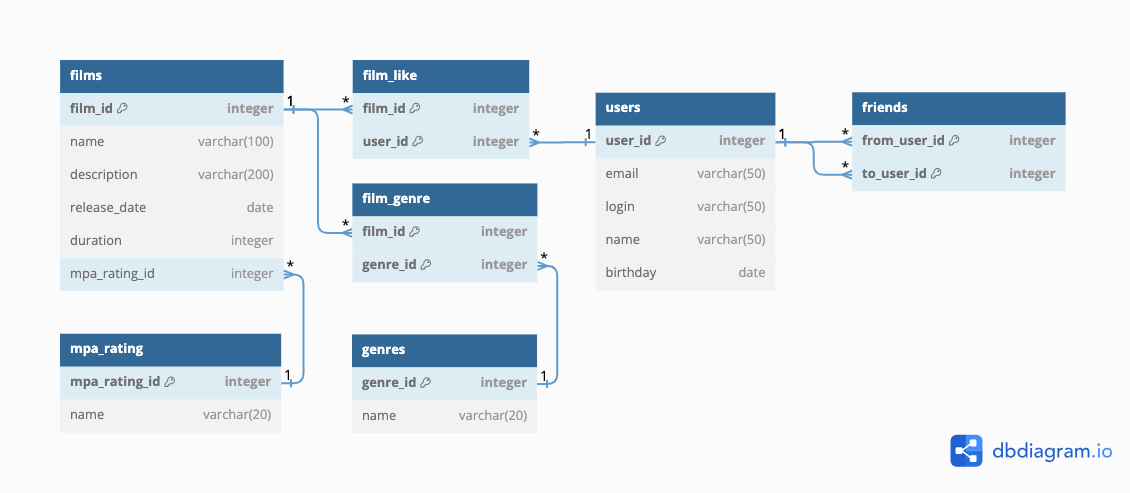 films
film_id integer
name varchar(100)
description varchar(200)
release_date date
duration integer
mpa_rating_id integer
mpa_rating
mpa_rating_id integer
name varchar(20)
film_like
film_id integer
user_id integer
film_genre
film_id integer
genre_id integer
genres
genre_id integer
name varchar(20)
users
user_id integer
email varchar(50)
login varchar(50)
name varchar(50)
birthday date
friends
from_user_id integer
to_user_id integer
1
*
*
*
1
*
1
*
1
1
*
*
dbdiagram.io